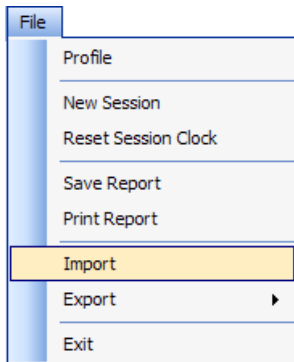 File
Profile
New Session
Reset Session Clock
Save Report
Print Report
Import
Export
Exit